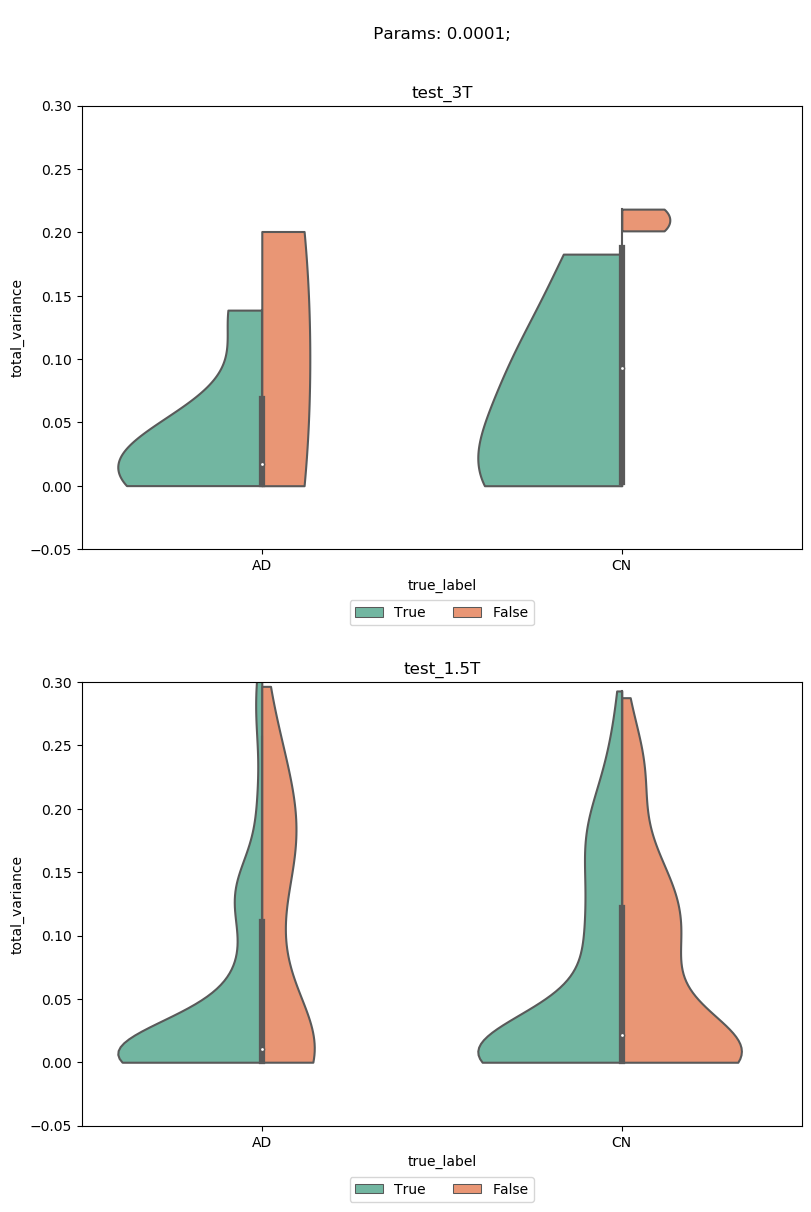 Params: 0.0001;
test_3T
0.30
0.25
0.20
0.15
0.10
0.05
0.00
−0.05
total_variance
AD CN
true_label
True False
test_1.5T
0.30
0.25
0.20
0.15
0.10
0.05
0.00
−0.05
total_variance
AD CN
true_label
True False